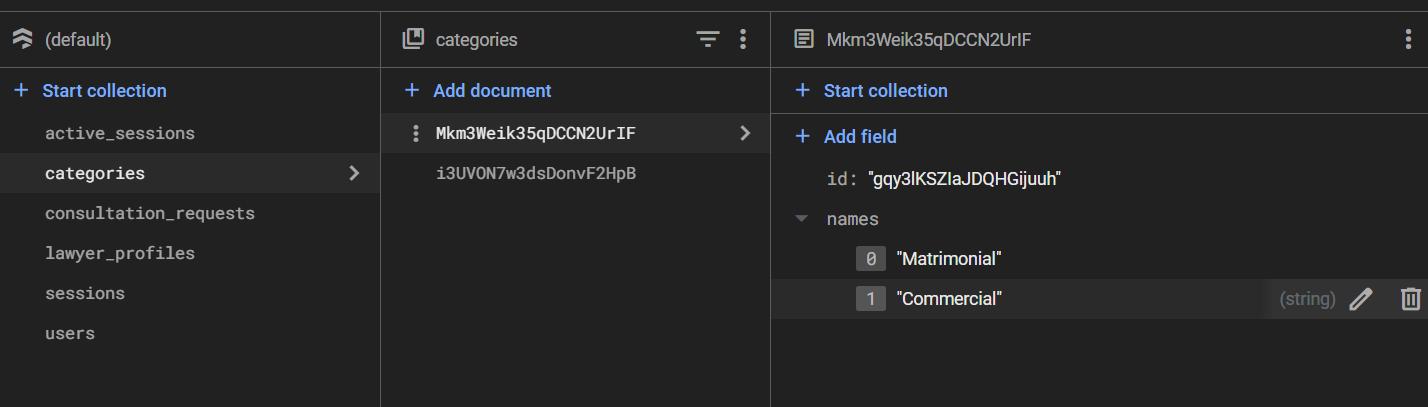 (default)
+ Start collection
active_sessions
categories
consultation_requests
lawyer_profiles
sessions
users
categories
+ Add document
Mkm3Weik35qDCCN2UrIF
i3UVON7w3dsDonvF2HpB
Mkm3Weik35qDCCN2UrIF
+ Start collection
+ Add field
id: "gqy3lKSZIaJDQHGijuuh"
names
0 "Matrimonial"
1 "Commercial" (string)